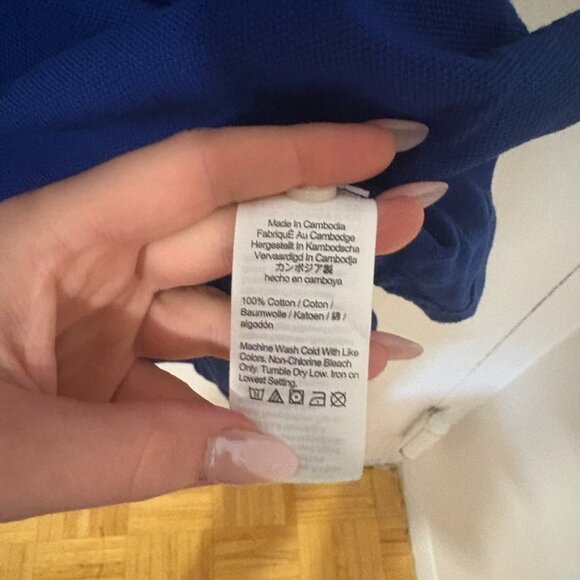 Made In Cambodia
FabriquÉ Au Cambodge
Hergestellt In Kambodscha
Vervaardigd In Cambodja
カンボジア製
hecho en camboya
100% Cotton / Coton /
Baumwolle / Katoen / 綿 /
algodón
Machine Wash Cold With Like
Colors. Non-Chlorine Bleach
Only. Tumble Dry Low. Iron on
Lowest Setting.